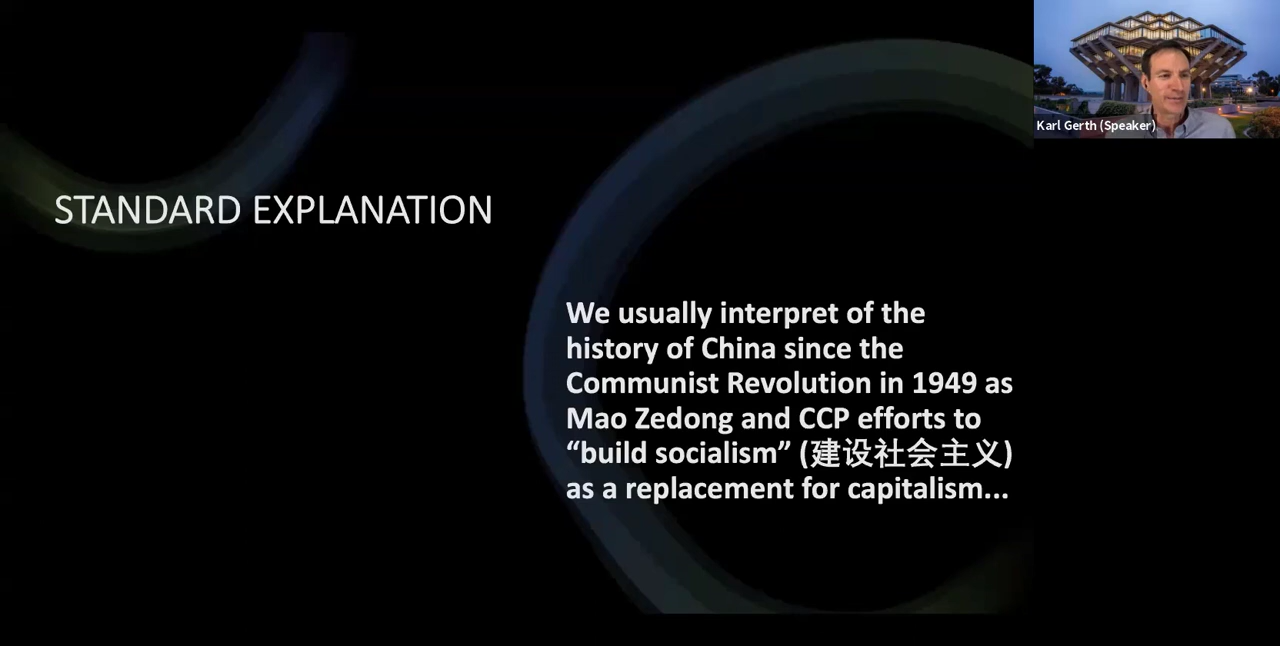 STANDARD EXPLANATION
We usually interpret of the
history of China since the
Communist Revolution in 1949 as
Mao Zedong and CCP efforts to
“build socialism” (建设社会主义)
as a replacement for capitalism...
Karl Gerth (Speaker)